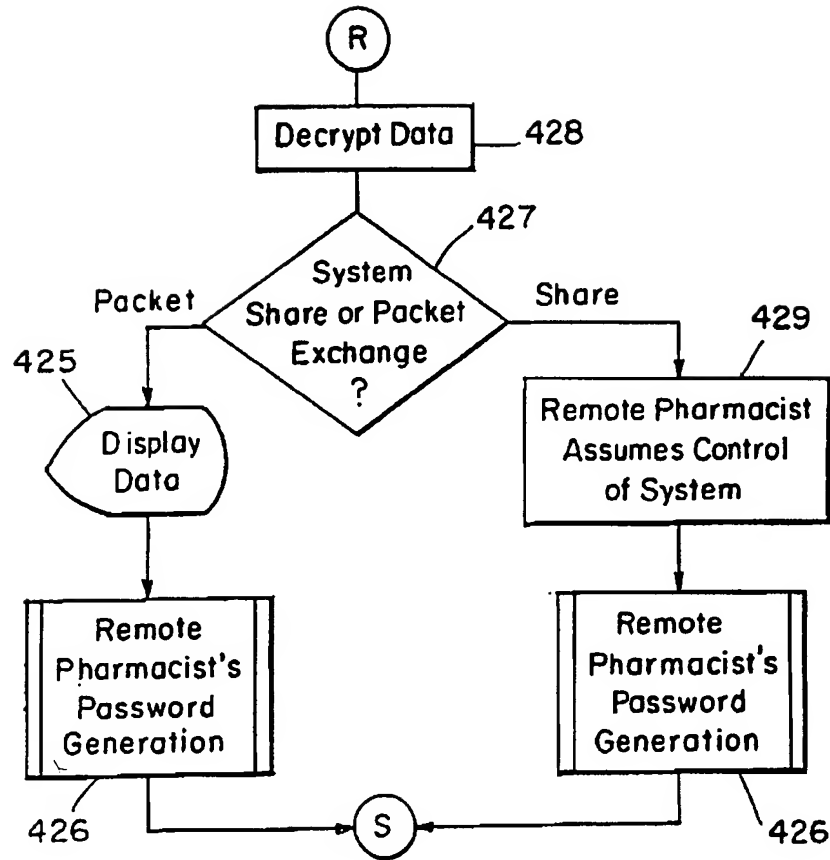 R
Decrypt Data
428
427
System
Share or Packet
Exchange
?
Packet
Share
425
Display
Data
429
Remote Pharmacist
Assumes Control
of System
Remote
Pharmacist's
Password
Generation
426
Remote
Pharmacist's
Password
Generation
426
S